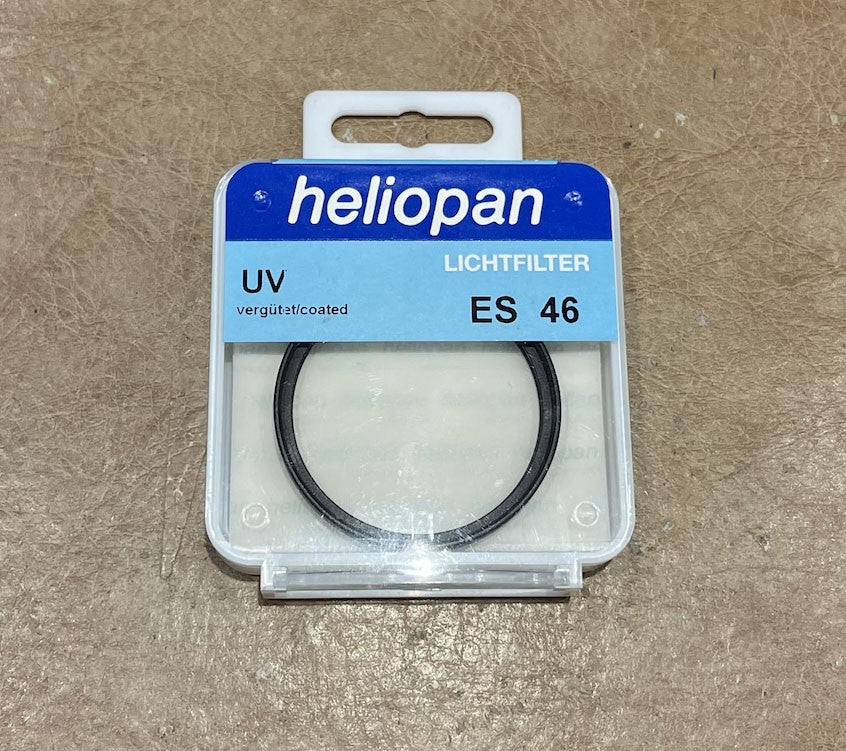 heliopan
LICHTFILTER
UV
vergütet/coated
ES 46